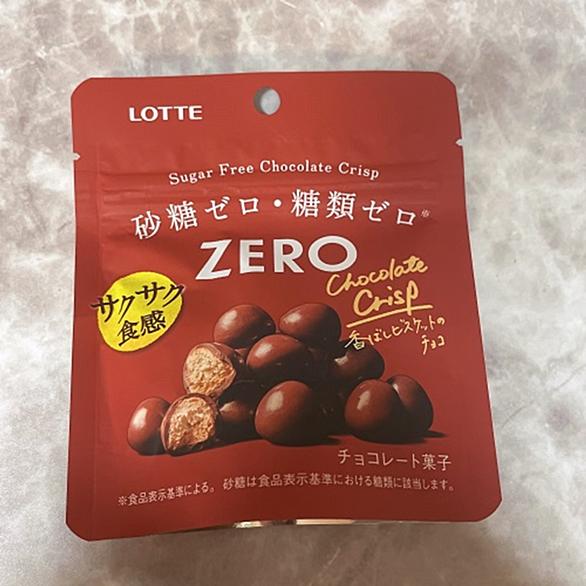 LOTTE
Sugar Free Chocolate Crisp
砂糖ゼロ・糖類ゼロ※
ZERO
Chocolate
Crisp
香ばしビスケットの
チョコ
サクサク
食感
チョコレート菓子
※食品表示基準による。 砂糖は食品表示基準における糖類に該当します。